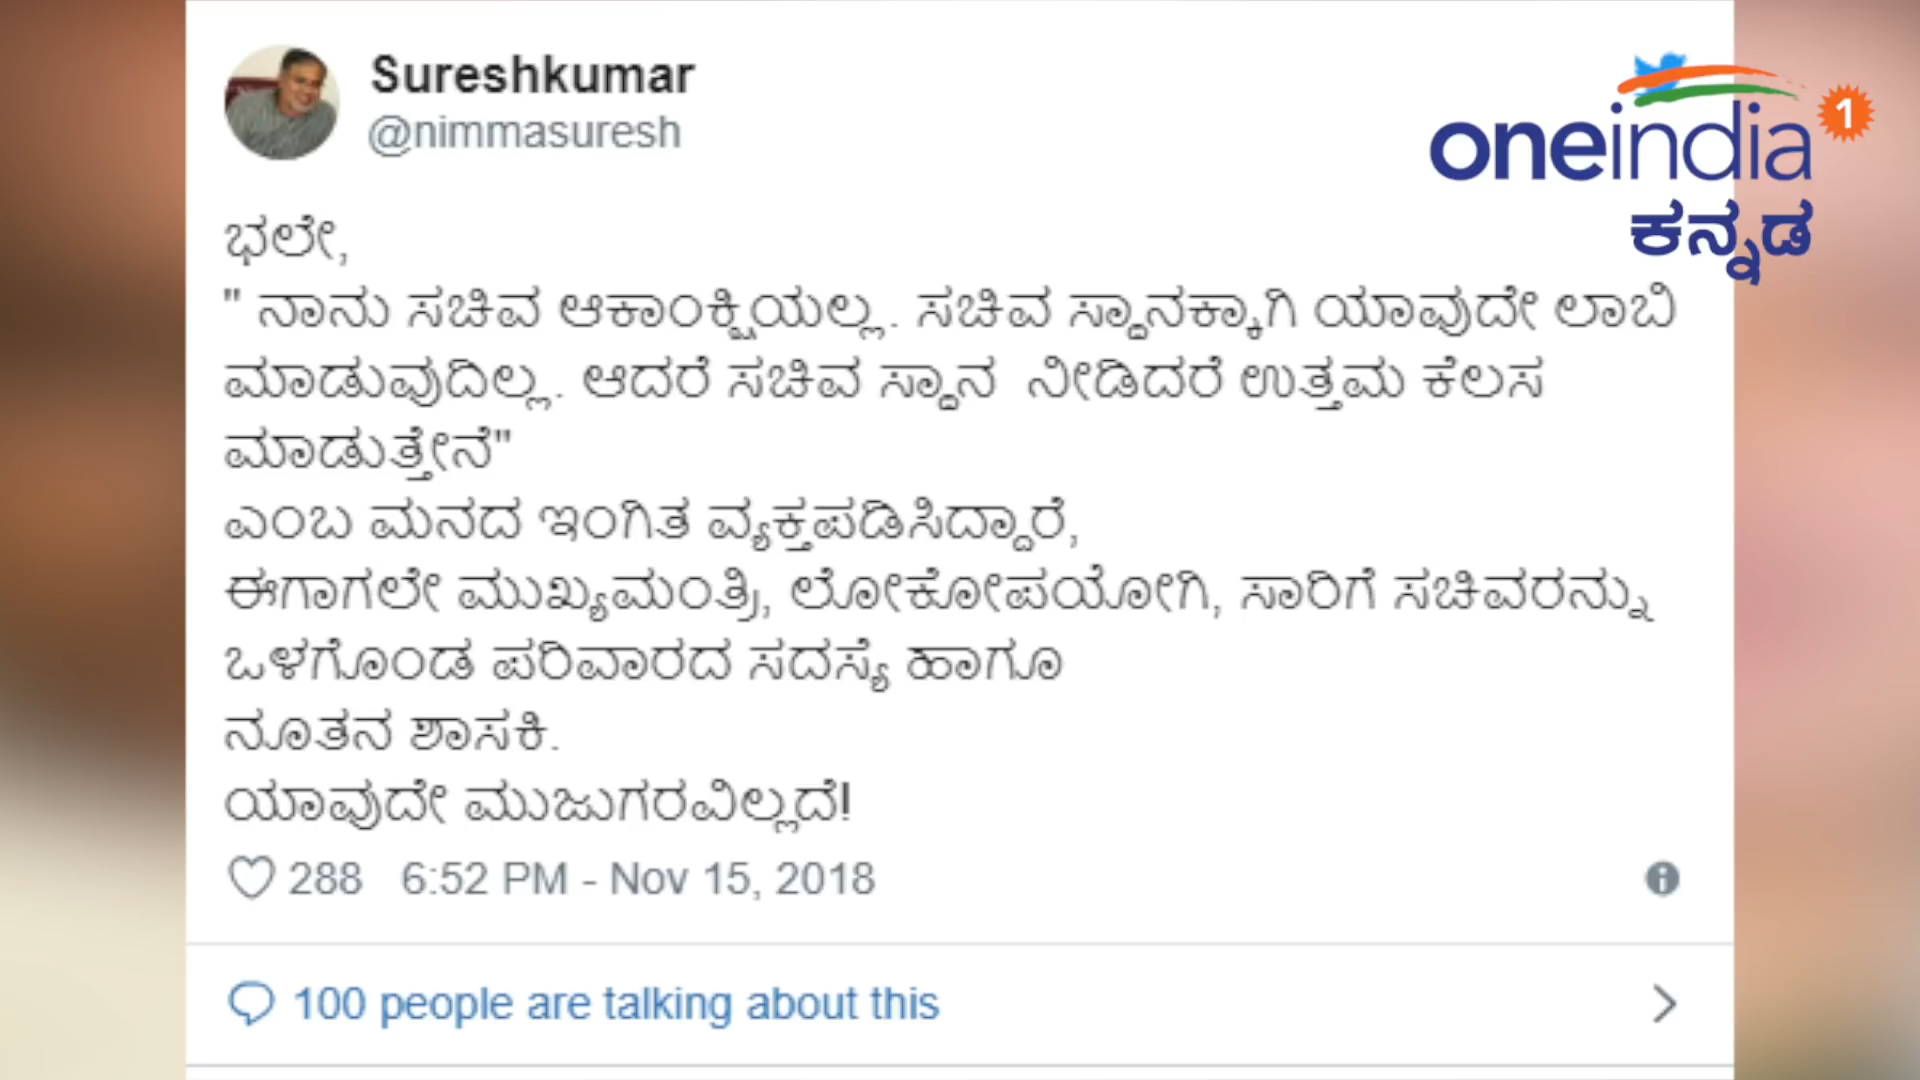 Sureshkumar
@nimmasuresh
oneindia 1
ಕನ್ನಡ
ಭಲೇ,
" ನಾನು ಸಚಿವ ಆಕಾಂಕ್ಷಿಯಲ್ಲ. ಸಚಿವ ಸ್ಥಾನಕ್ಕಾಗಿ ಯಾವುದೇ ಲಾಬಿ
ಮಾಡುವುದಿಲ್ಲ. ಆದರೆ ಸಚಿವ ಸ್ಥಾನ ನೀಡಿದರೆ ಉತ್ತಮ ಕೆಲಸ
ಮಾಡುತ್ತೇನೆ"
ಎಂಬ ಮನದ ಇಂಗಿತ ವ್ಯಕ್ತಪಡಿಸಿದ್ದಾರೆ,
ಈಗಾಗಲೇ ಮುಖ್ಯಮಂತ್ರಿ, ಲೋಕೋಪಯೋಗಿ, ಸಾರಿಗೆ ಸಚಿವರನ್ನು
ಒಳಗೊಂಡ ಪರಿವಾರದ ಸದಸ್ಯೆ ಹಾಗೂ
ನೂತನ ಶಾಸಕಿ.
ಯಾವುದೇ ಮುಜುಗರವಿಲ್ಲದೆ!
288 6:52 PM - Nov 15, 2018
100 people are talking about this